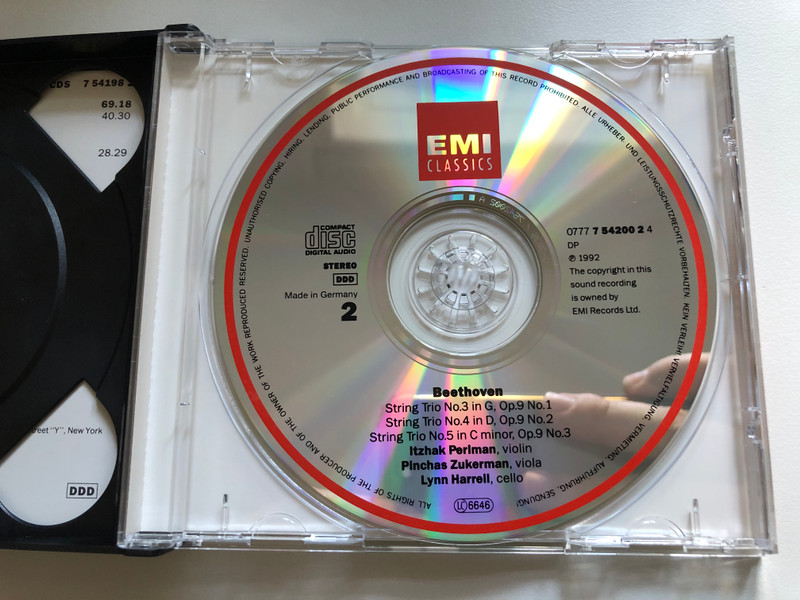 CDS 7 54198
69.18
40.30
28.29
"Y", New York
DDD
EMI
CLASSICS
COMPACT
disc
DIGITAL AUDIO
STEREO
DDD
Made in Germany
2
0777 7 54200 2 4
DP
℗ 1992
The copyright in this
sound recording
is owned by
EMI Records Ltd.
Beethoven
String Trio No.3 in G, Op.9 No.1
String Trio No.4 in D, Op.9 No.2
String Trio No.5 in C minor, Op.9 No.3
Itzhak Perlman, violin
Pinchas Zukerman, viola
Lynn Harrell, cello
LC 6646
ALL RIGHTS OF THE PRODUCER AND OF THE OWNER OF THE WORK REPRODUCED RESERVED. UNAUTHORISED COPYING, HIRING, LENDING, PUBLIC PERFORMANCE AND BROADCASTING OF THIS RECORD PROHIBITED. ALLE URHEBER- UND LEISTUNGSSCHUTZRECHTE VORBEHALTEN. KEIN VERLEIH! VERVIELFÄLTIGUNG, VERMIETUNG, AUFFÜHRUNG, SENDUNG!